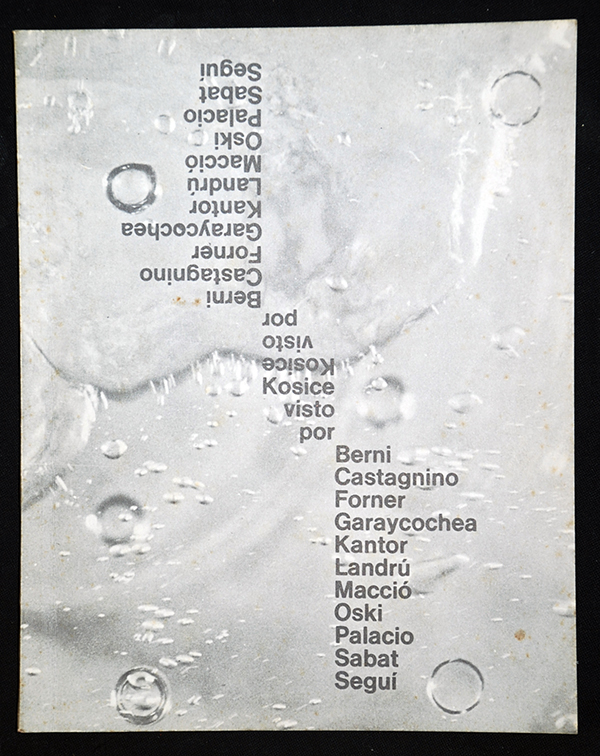 Seguí
Sabat
Palacio
Oski
Macció
Landrú
Kantor
Garaycochea
Forner
Castagnino
Berni
por
visto
Kosice
Kosice
visto
por
Berni
Castagnino
Forner
Garaycochea
Kantor
Landrú
Macció
Oski
Palacio
Sabat
Seguí